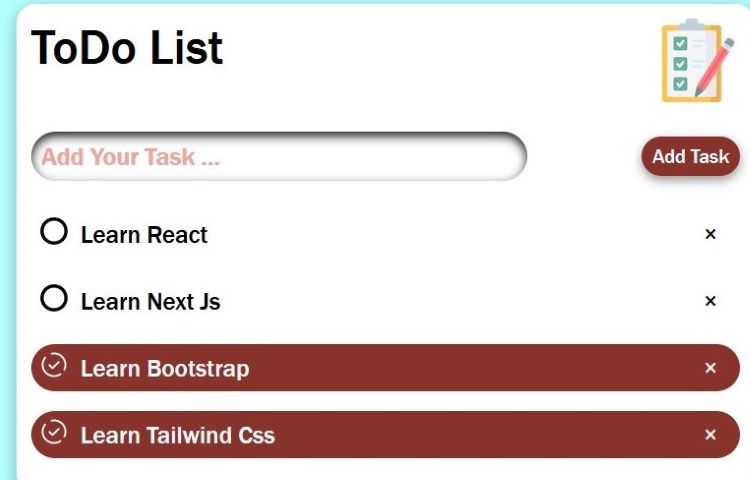 ToDo List
Add Your Task ...
Add Task
Learn React ×
Learn Next Js ×
Learn Bootstrap ×
Learn Tailwind Css ×